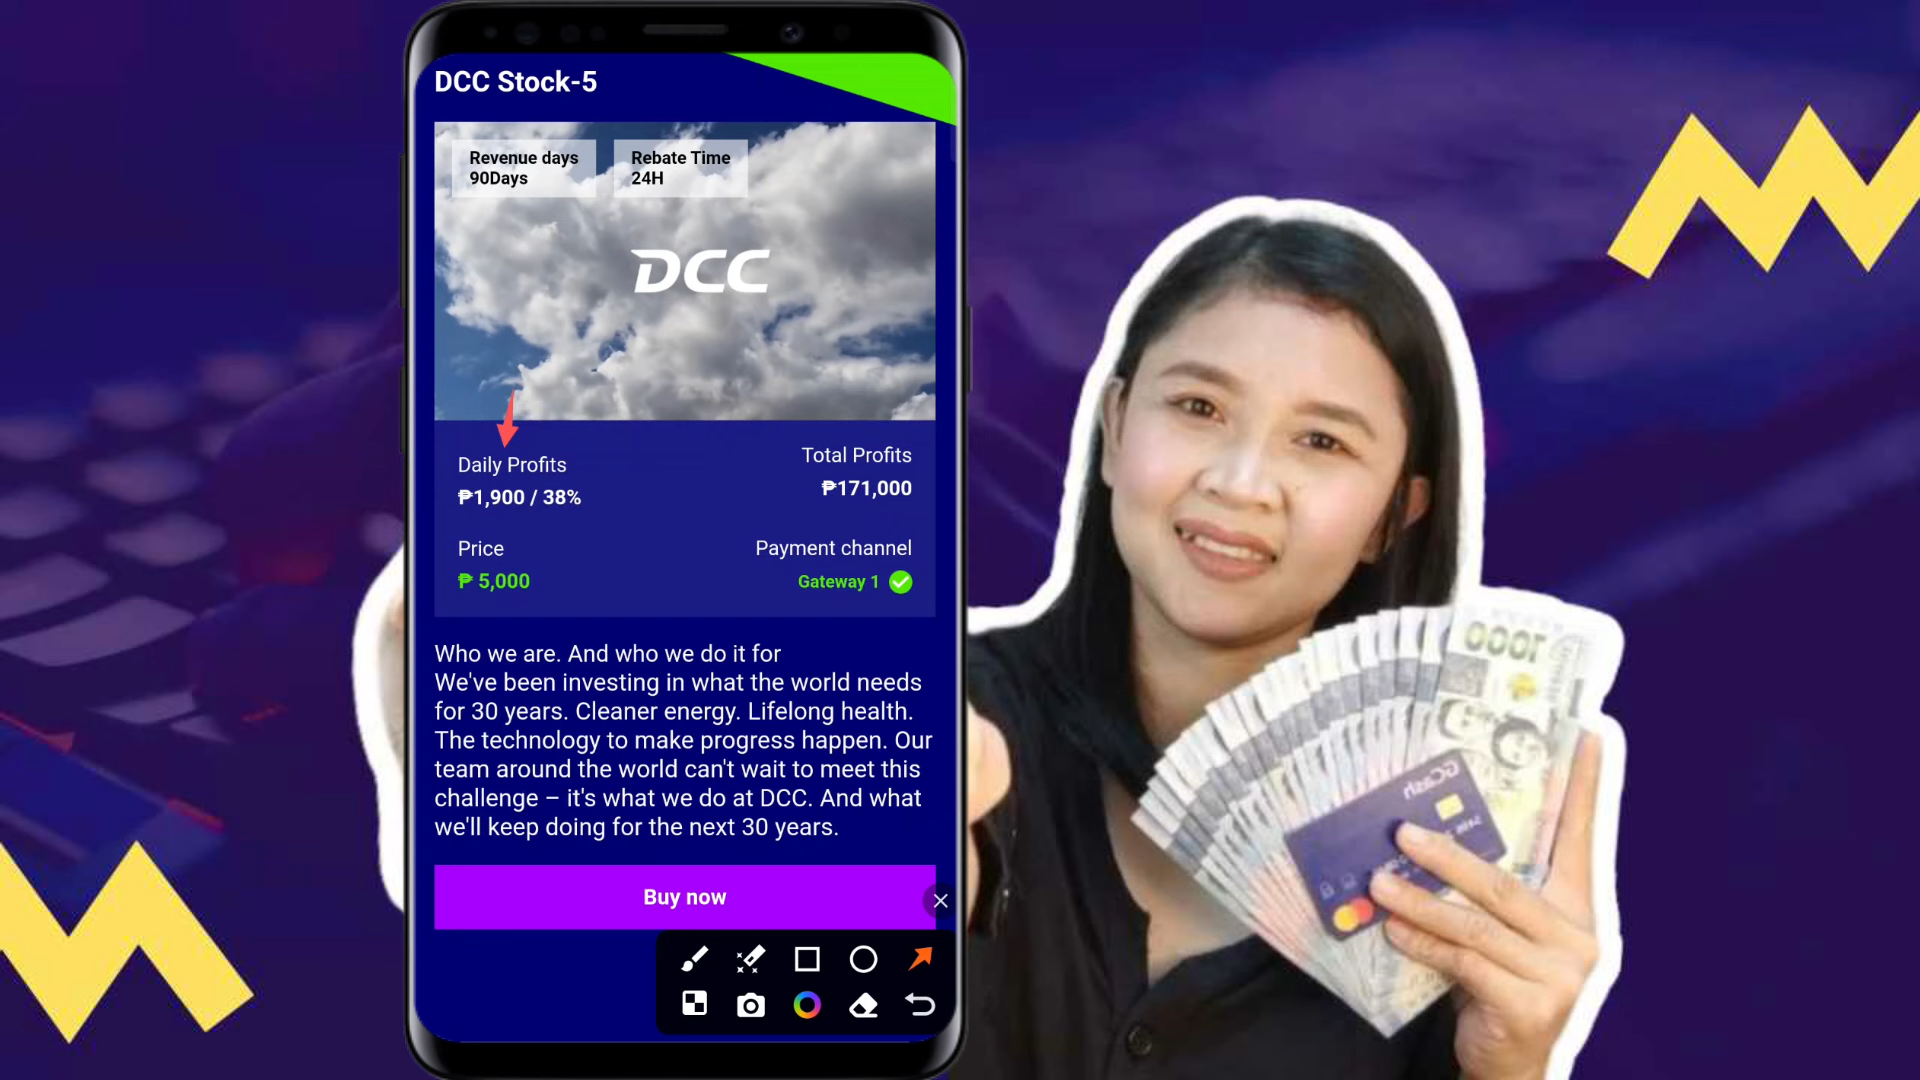 DCC Stock-5
Revenue days
90Days
Rebate Time
24H
DCC
Daily Profits
₱1,900 / 38%
Total Profits
₱171,000
Price
₱ 5,000
Payment channel
Gateway 1
Who we are. And who we do it for
We've been investing in what the world needs
for 30 years. Cleaner energy. Lifelong health.
The technology to make progress happen. Our
team around the world can't wait to meet this
challenge – it's what we do at DCC. And what
we'll keep doing for the next 30 years.
Buy now
1000
GCash